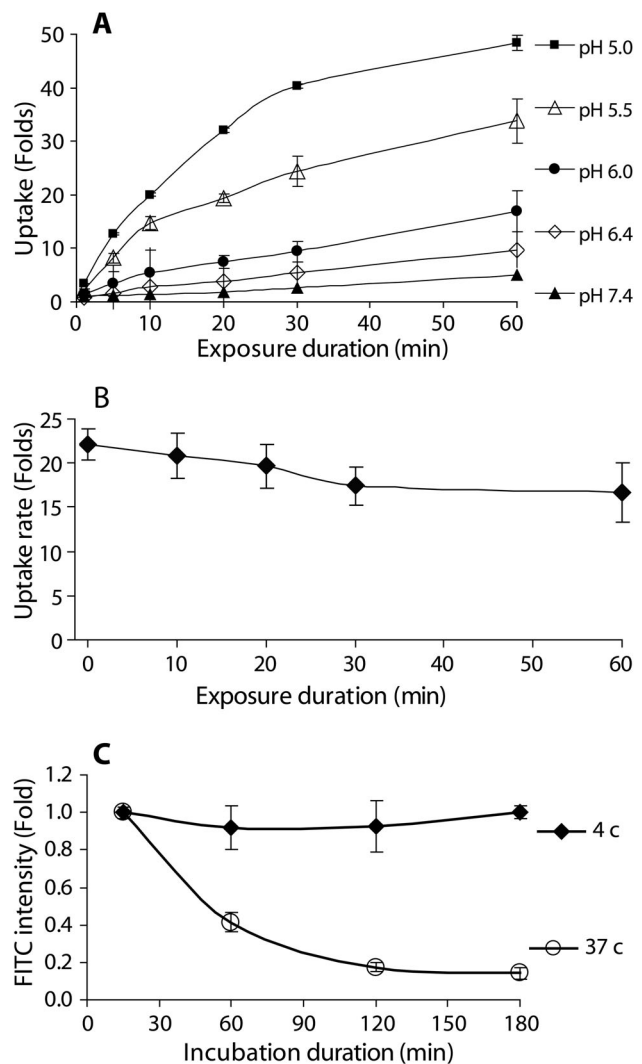 A
Uptake (Folds)
50
40
30
20
10
0
0 10 20 30 40 50 60
Exposure duration (min)
pH 5.0
pH 5.5
pH 6.0
pH 6.4
pH 7.4
B
Uptake rate (Folds)
25
20
15
10
5
0
0 10 20 30 40 50 60
Exposure duration (min)
C
FITC intensity (Fold)
1.2
1.0
0.8
0.6
0.4
0.2
0.0
0 30 60 90 120 150 180
Incubation duration (min)
4 c
37 c